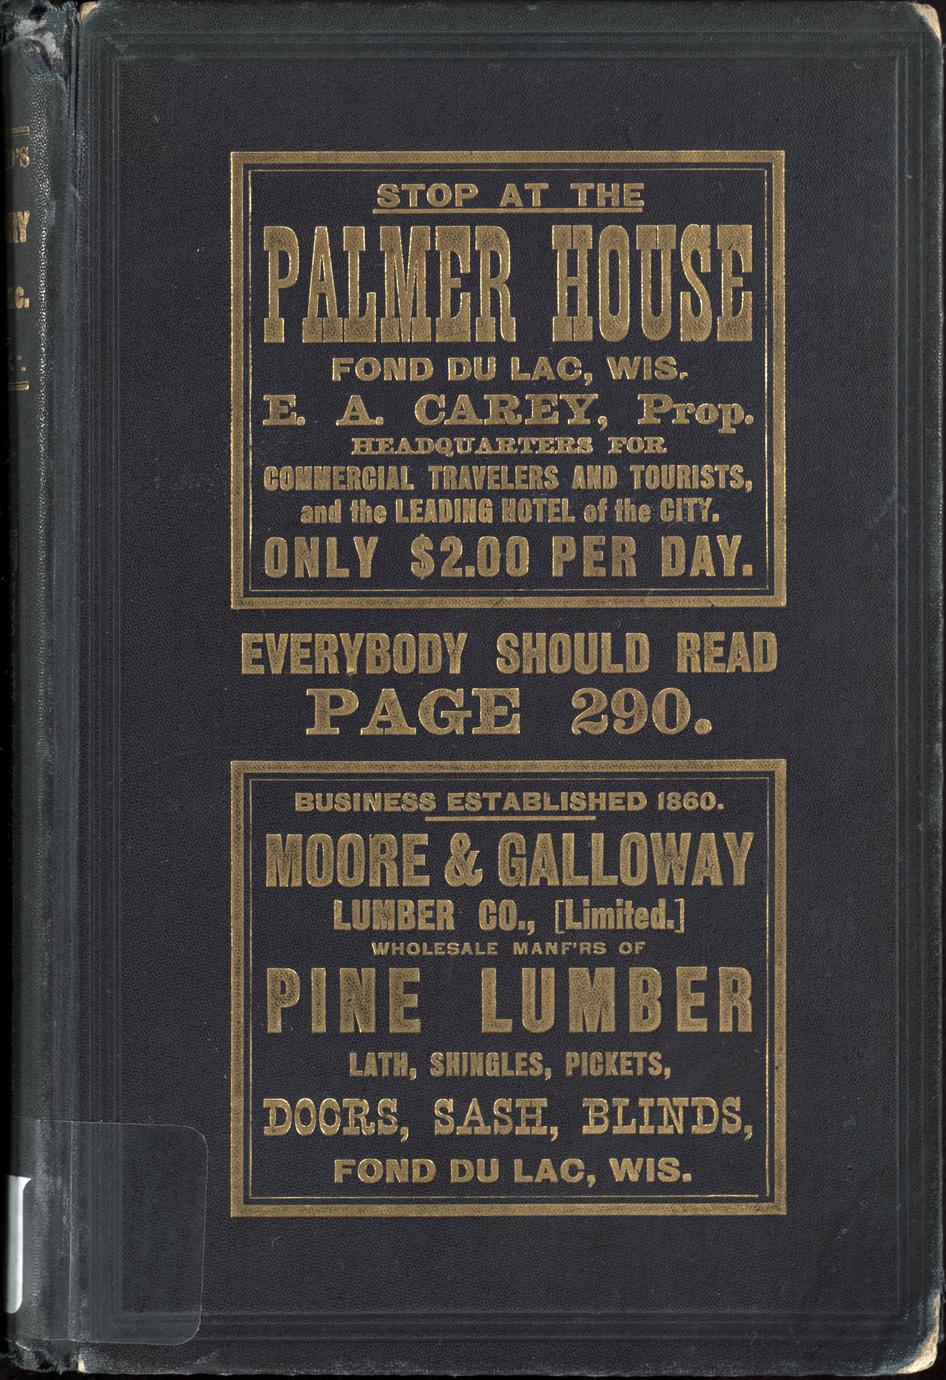 STOP AT THE
PALMER HOUSE
FOND DU LAC, WIS.
E. A. CAREY, Prop.
HEADQUARTERS FOR
COMMERCIAL TRAVELERS AND TOURISTS,
and the LEADING HOTEL of the CITY.
ONLY $2.00 PER DAY.
EVERYBODY SHOULD READ
PAGE 290.
BUSINESS ESTABLISHED 1860.
MOORE & GALLOWAY
LUMBER CO., [Limited.]
WHOLESALE MANF'RS OF
PINE LUMBER
LATH, SHINGLES, PICKETS,
DOORS, SASH, BLINDS,
FOND DU LAC, WIS.